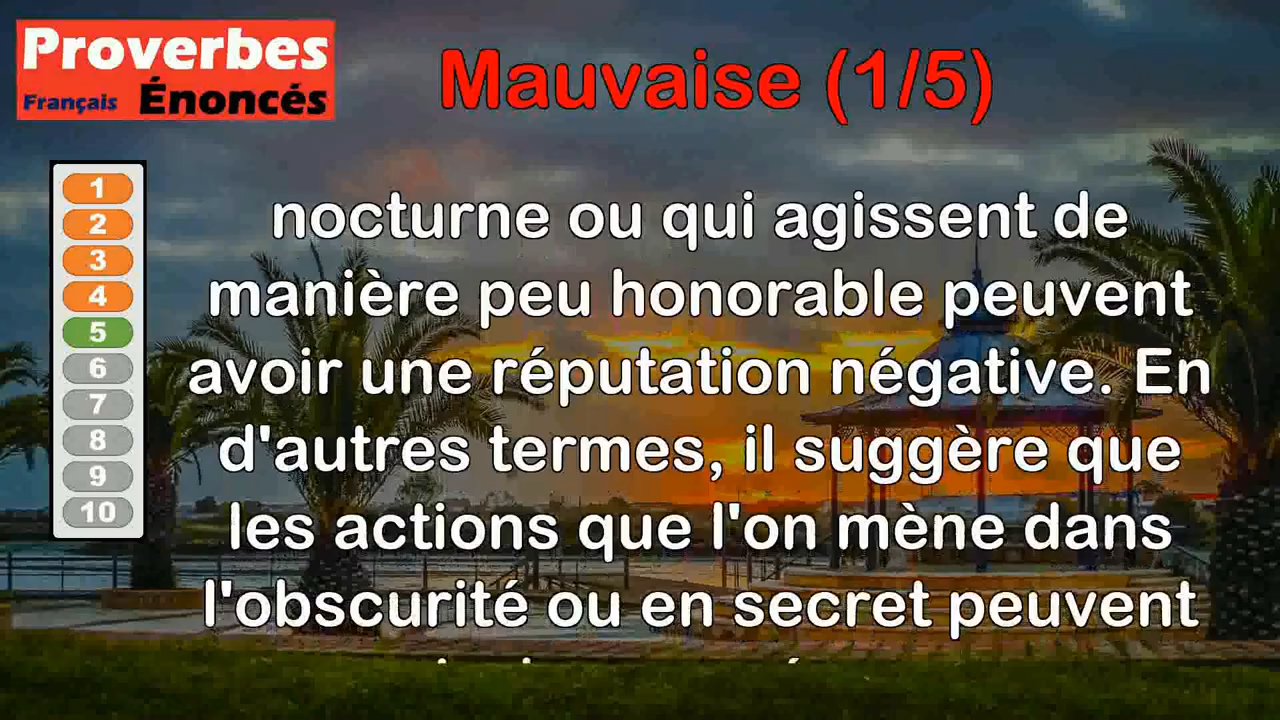 Proverbes
Français Énoncés
Mauvaise (1/5)
1
2
3
4
5
6
7
8
9
10
nocturne ou qui agissent de
manière peu honorable peuvent
avoir une réputation négative. En
d'autres termes, il suggère que
les actions que l'on mène dans
l'obscurité ou en secret peuvent